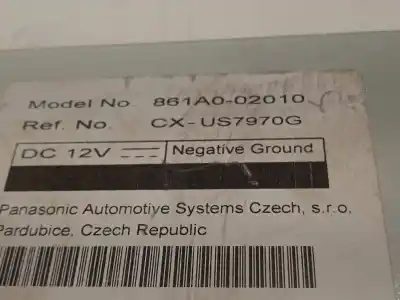 Model No. 861A0-02010
Ref. No. CX-US7970G
DC 12V Negative Ground
Panasonic Automotive Systems Czech, s.r.o,
Pardubice, Czech Republic